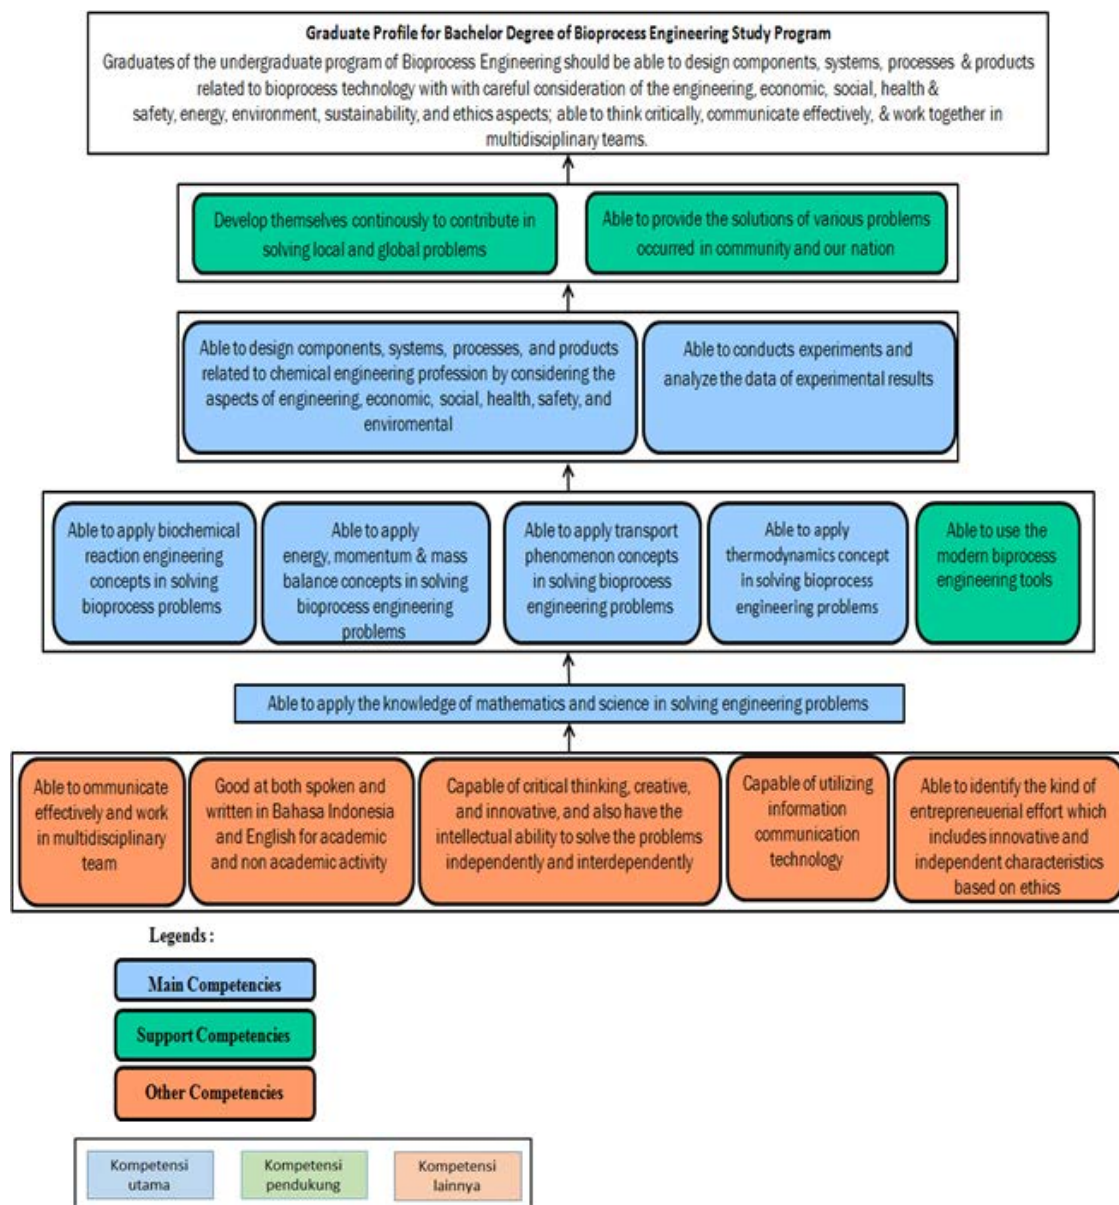 Graduate Profile for Bachelor Degree of Bioprocess Engineering Study Program
Graduates of the undergraduate program of Bioprocess Engineering should be able to design components, systems, processes & products
related to bioprocess technology with with careful consideration of the engineering, economic, social, health &
safety, energy, environment, sustainability, and ethics aspects; able to think critically, communicate effectively, & work together in
multidisciplinary teams.
Develop themselves continously to contribute in
solving local and global problems
Able to provide the solutions of various problems
occurred in community and our nation
Able to design components, systems, processes, and products
related to chemical engineering profession by considering the
aspects of engineering, economic, social, health, safety, and
enviromental
Able to conducts experiments and
analyze the data of experimental results
Able to apply biochemical
reaction engineering
concepts in solving
bioprocess problems
Able to apply
energy, momentum & mass
balance concepts in solving
bioprocess engineering
problems
Able to apply transport
phenomenon concepts
in solving bioprocess
engineering problems
Able to apply
thermodynamics concept
in solving bioprocess
engineering problems
Able to use the
modern biprocess
engineering tools
Able to apply the knowledge of mathematics and science in solving engineering problems
Able to ommunicate
effectively and work
in multidisciplinary
team
Good at both spoken and
written in Bahasa Indonesia
and English for academic
and non academic activity
Capable of critical thinking, creative,
and innovative, and also have the
intellectual ability to solve the problems
independently and interdependently
Capable of utilizing
information
communication
technology
Able to identify the kind of
entrepreneuerial effort which
includes innovative and
independent characteristics
based on ethics
Legends :
Main Competencies
Support Competencies
Other Competencies
Kompetensi
utama
Kompetensi
pendukung
Kompetensi
lainnya